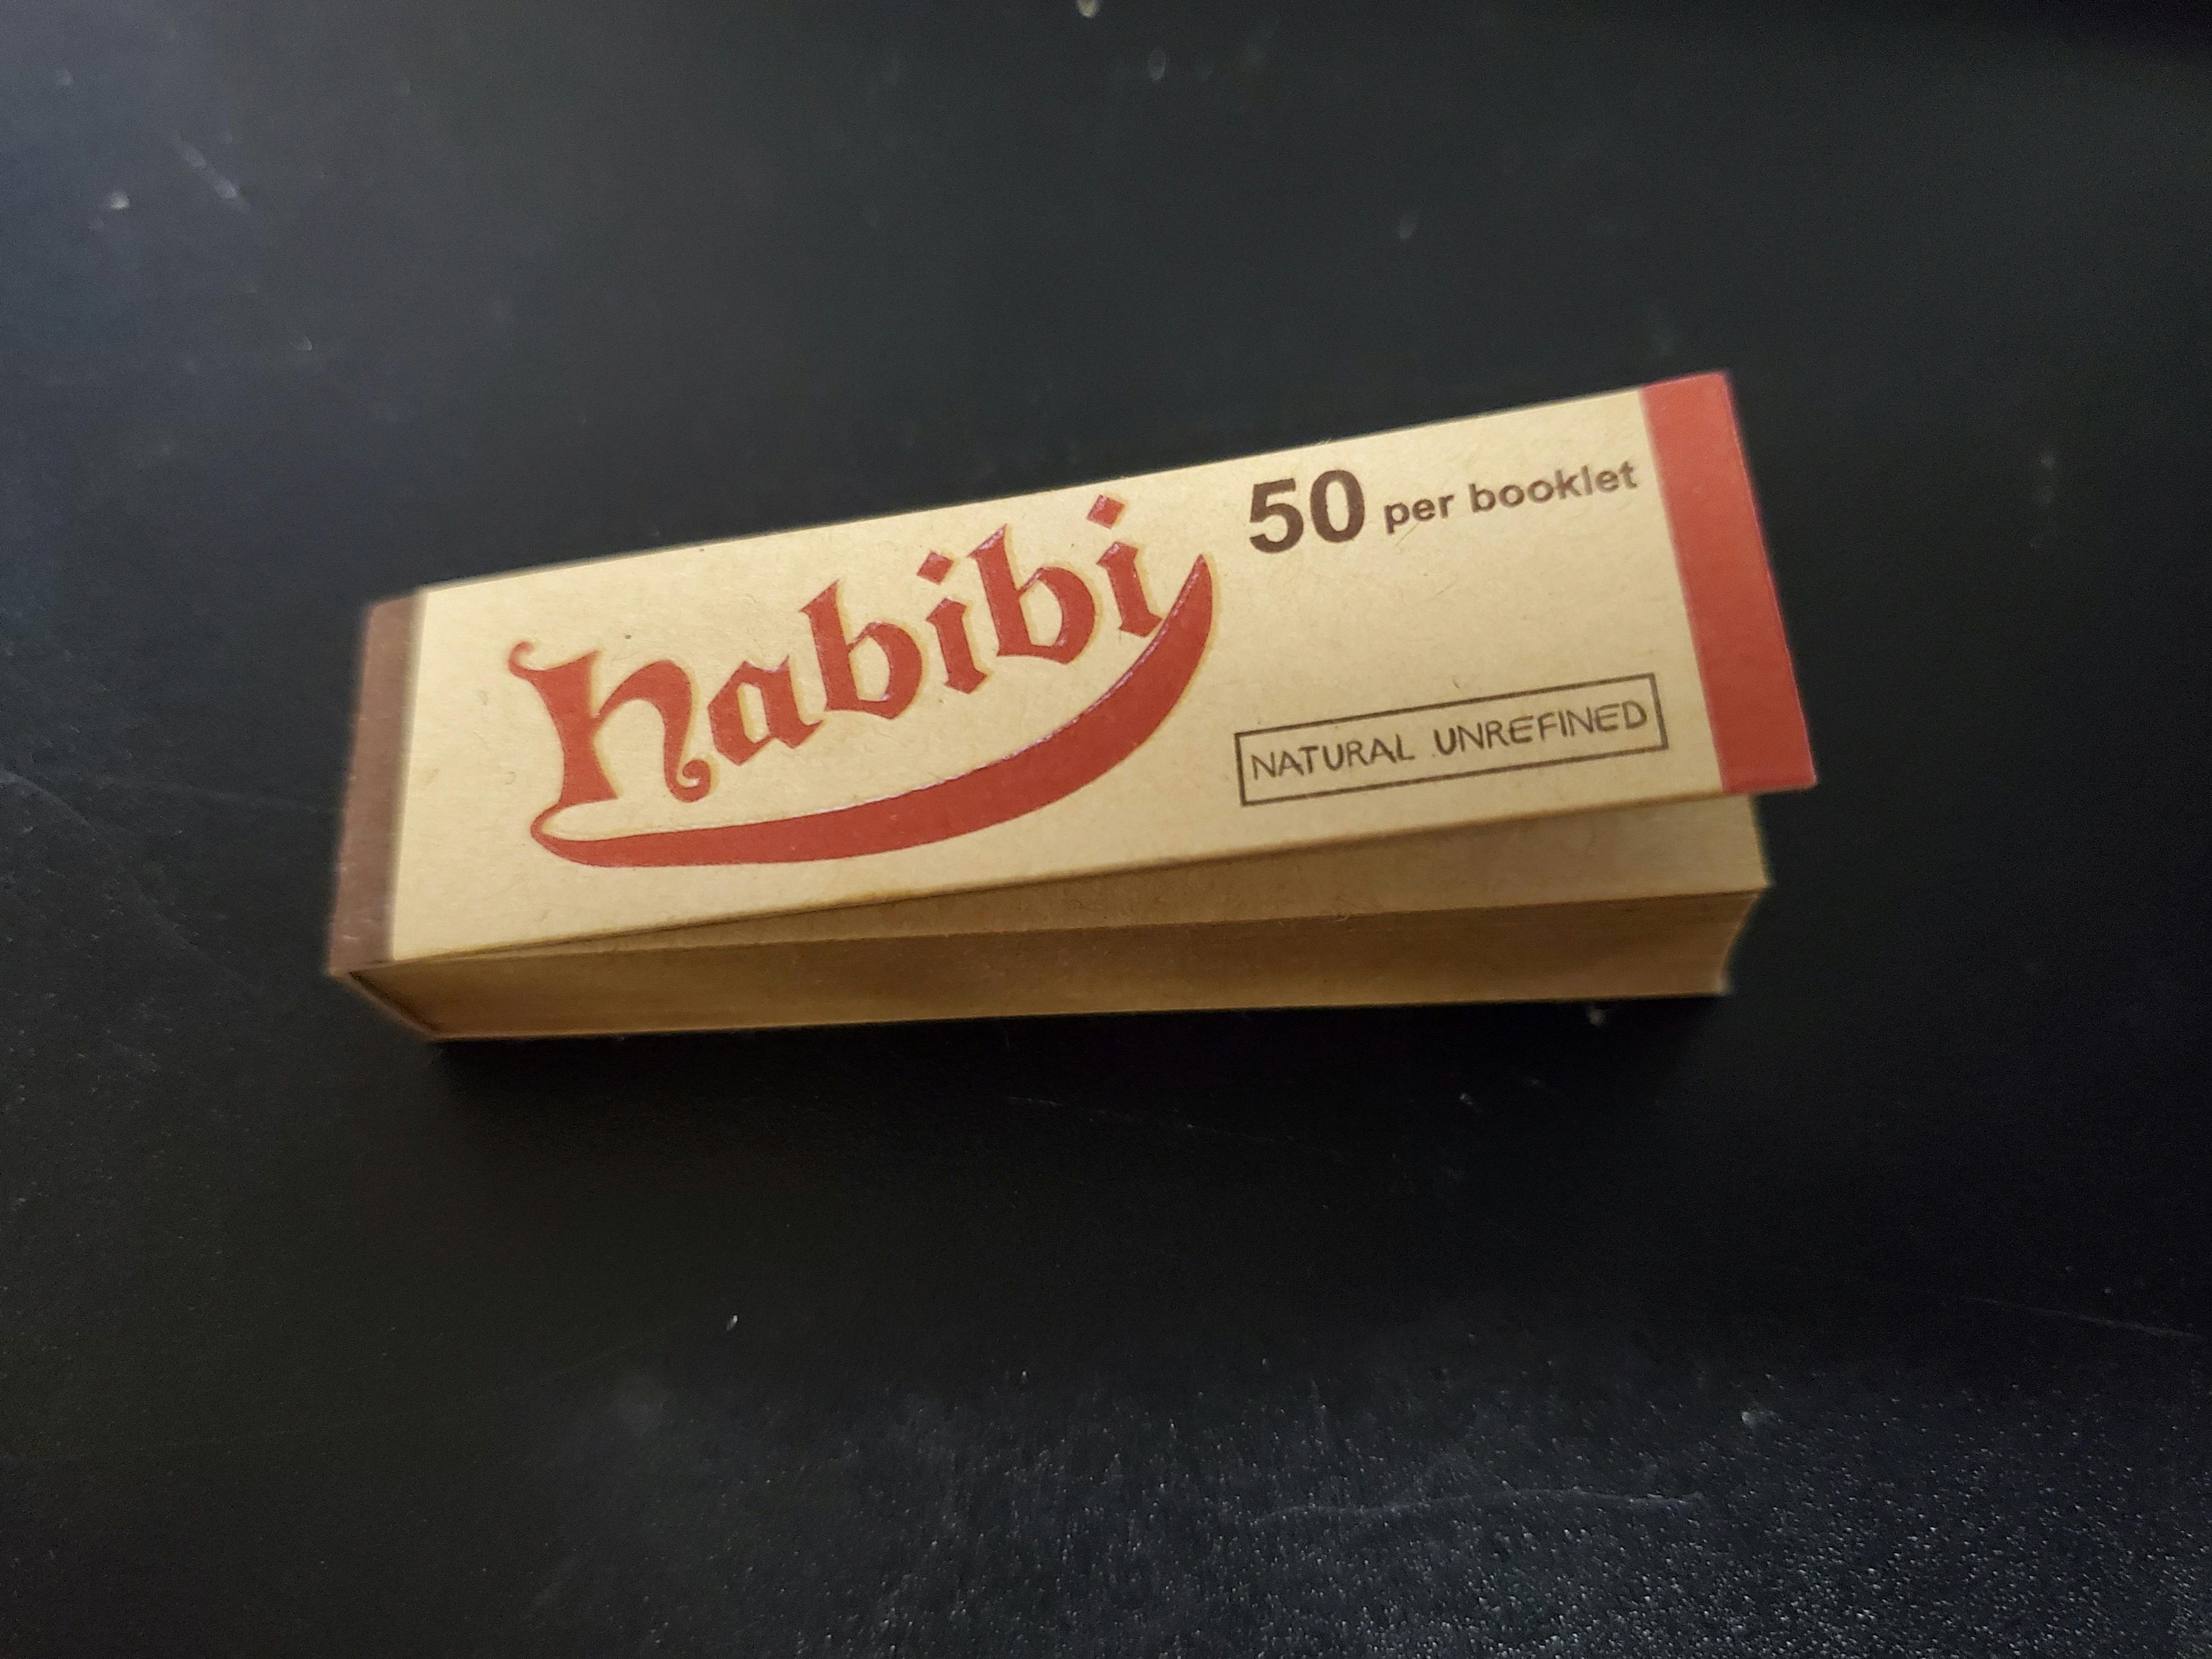 Habibi
50 per booklet
NATURAL UNREFINED